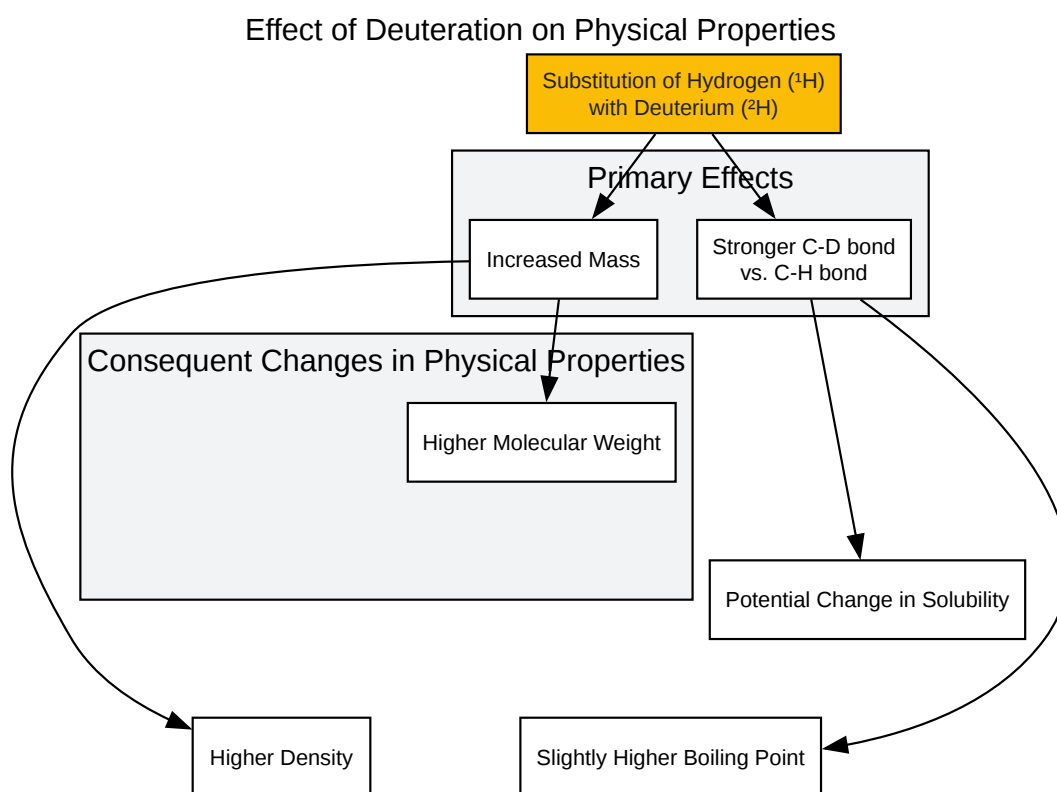 Effect of Deuteration on Physical Properties
Substitution of Hydrogen (¹H)
with Deuterium (²H)
Primary Effects
Increased Mass
Stronger C-D bond
vs. C-H bond
Consequent Changes in Physical Properties
Higher Molecular Weight
Potential Change in Solubility
Higher Density
Slightly Higher Boiling Point